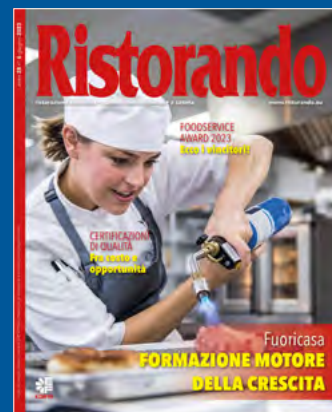 Ristorando
www.ristorando.eu
FOODSERVICE
AWARD 2023
Ecco i vincitori!
CERTIFICAZIONI
DI QUALITÀ
Fra costo e
opportunità
Fuoricasa
FORMAZIONE MOTORE
DELLA CRESCITA